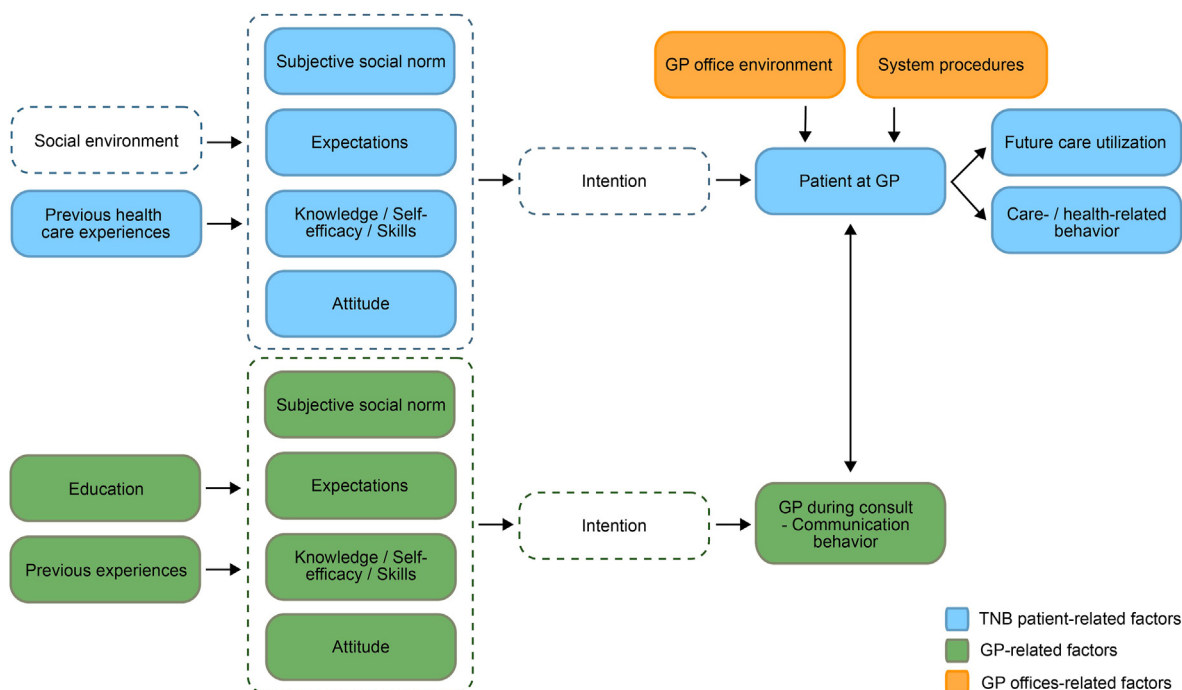 Subjective social norm
Expectations
Knowledge / Self-
efficacy / Skills
Attitude
Social environment
Previous health
care experiences
Intention
GP office environment
System procedures
Patient at GP
Future care utilization
Care- / health-related
behavior
Subjective social norm
Expectations
Knowledge / Self-
efficacy / Skills
Attitude
Education
Previous experiences
Intention
GP during consult
- Communication
behavior
TNB patient-related factors
GP-related factors
GP offices-related factors